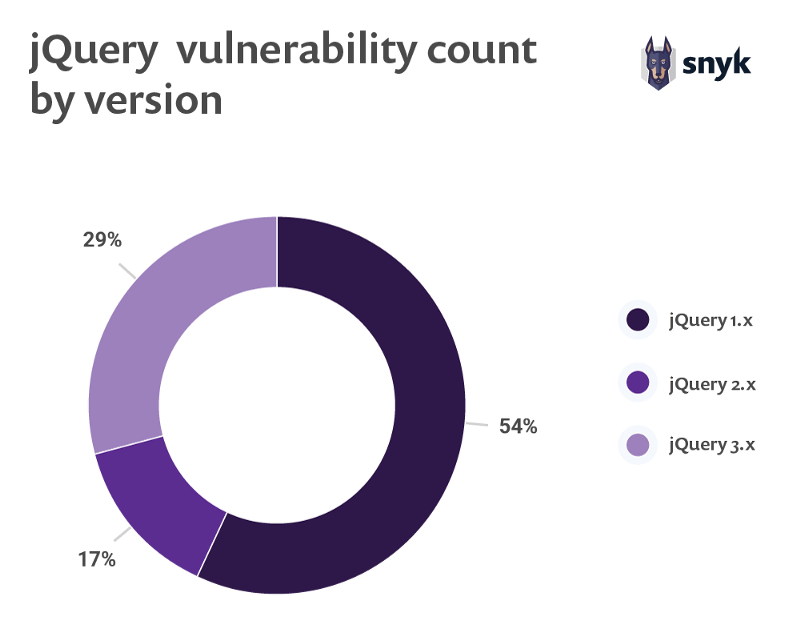 jQuery vulnerability count
by version
snyk
29%
54%
17%
jQuery 1.x
jQuery 2.x
jQuery 3.x